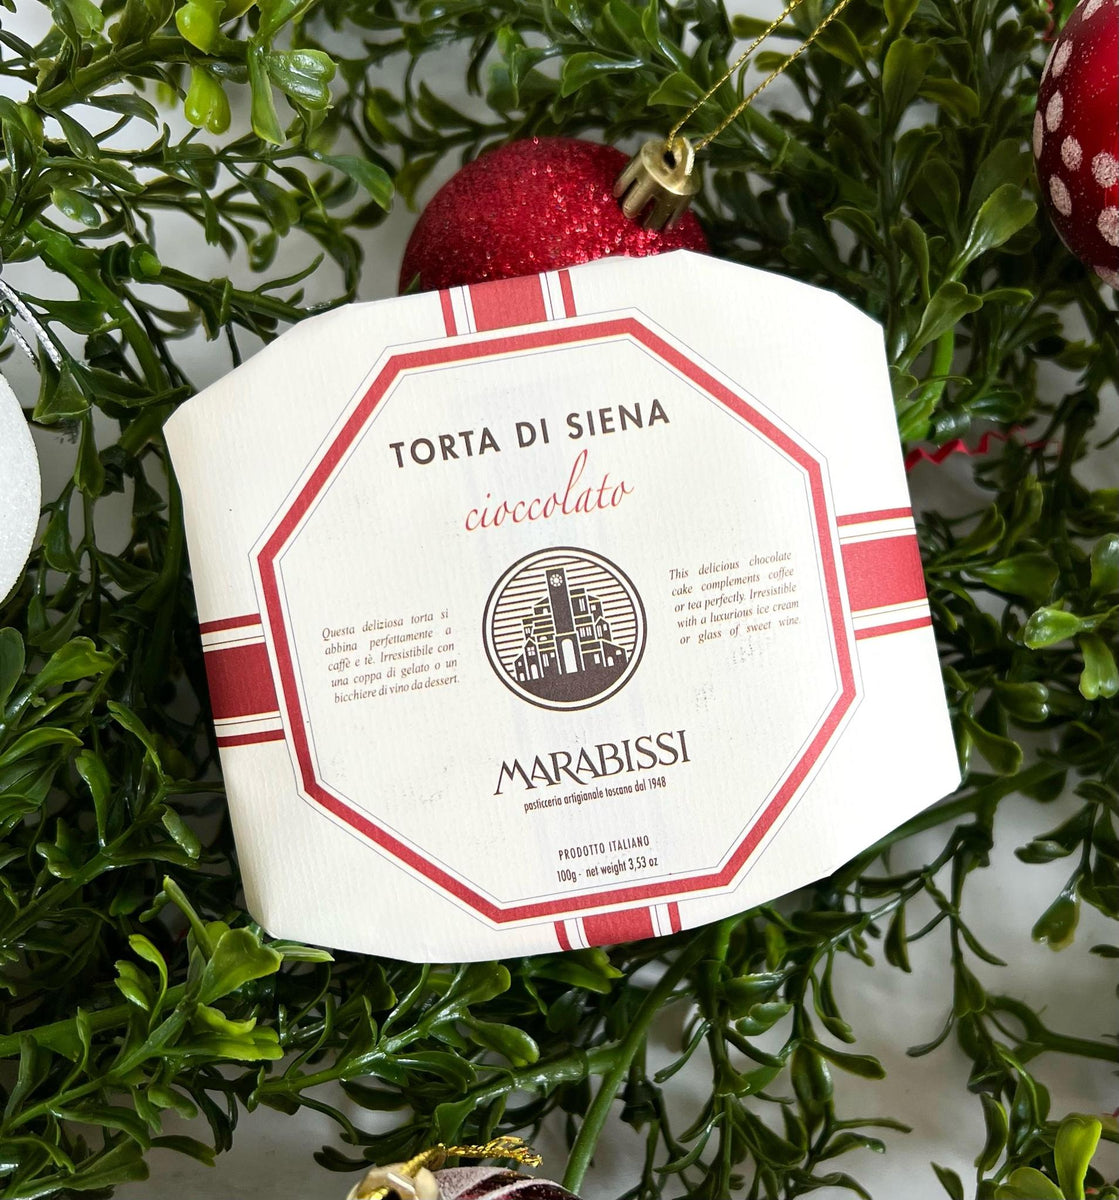 TORTA DI SIENA
cioccolato
Questa deliziosa torta si
abbina perfettamente a
caffè e tè. Irresistibile con
una coppa di gelato o un
bicchiere di vino da dessert.
This delicious chocolate
cake complements coffee
or tea perfectly. Irresistible
with a luxurious ice cream
or glass of sweet wine.
MARABISSI
pasticceria artigianale toscana dal 1948
PRODOTTO ITALIANO
100g - net weight 3,53 oz